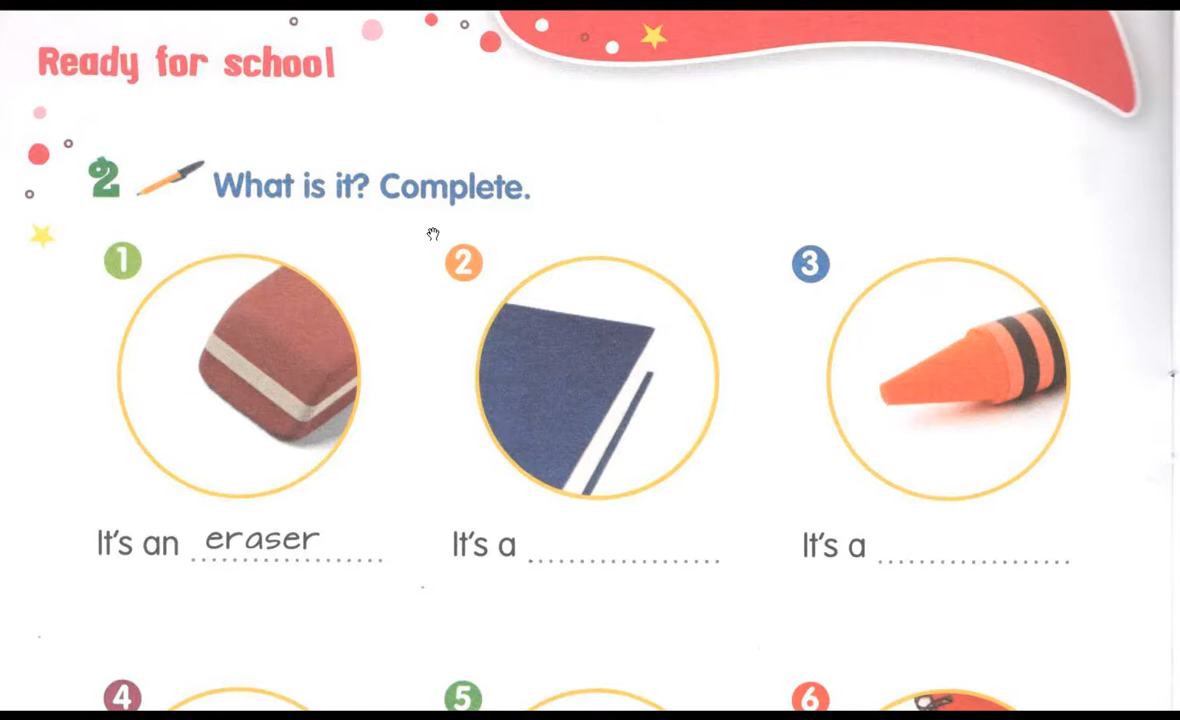 Ready for school
2 What is it? Complete.
1 2 3
It's an eraser It's a It's a
4 5 6